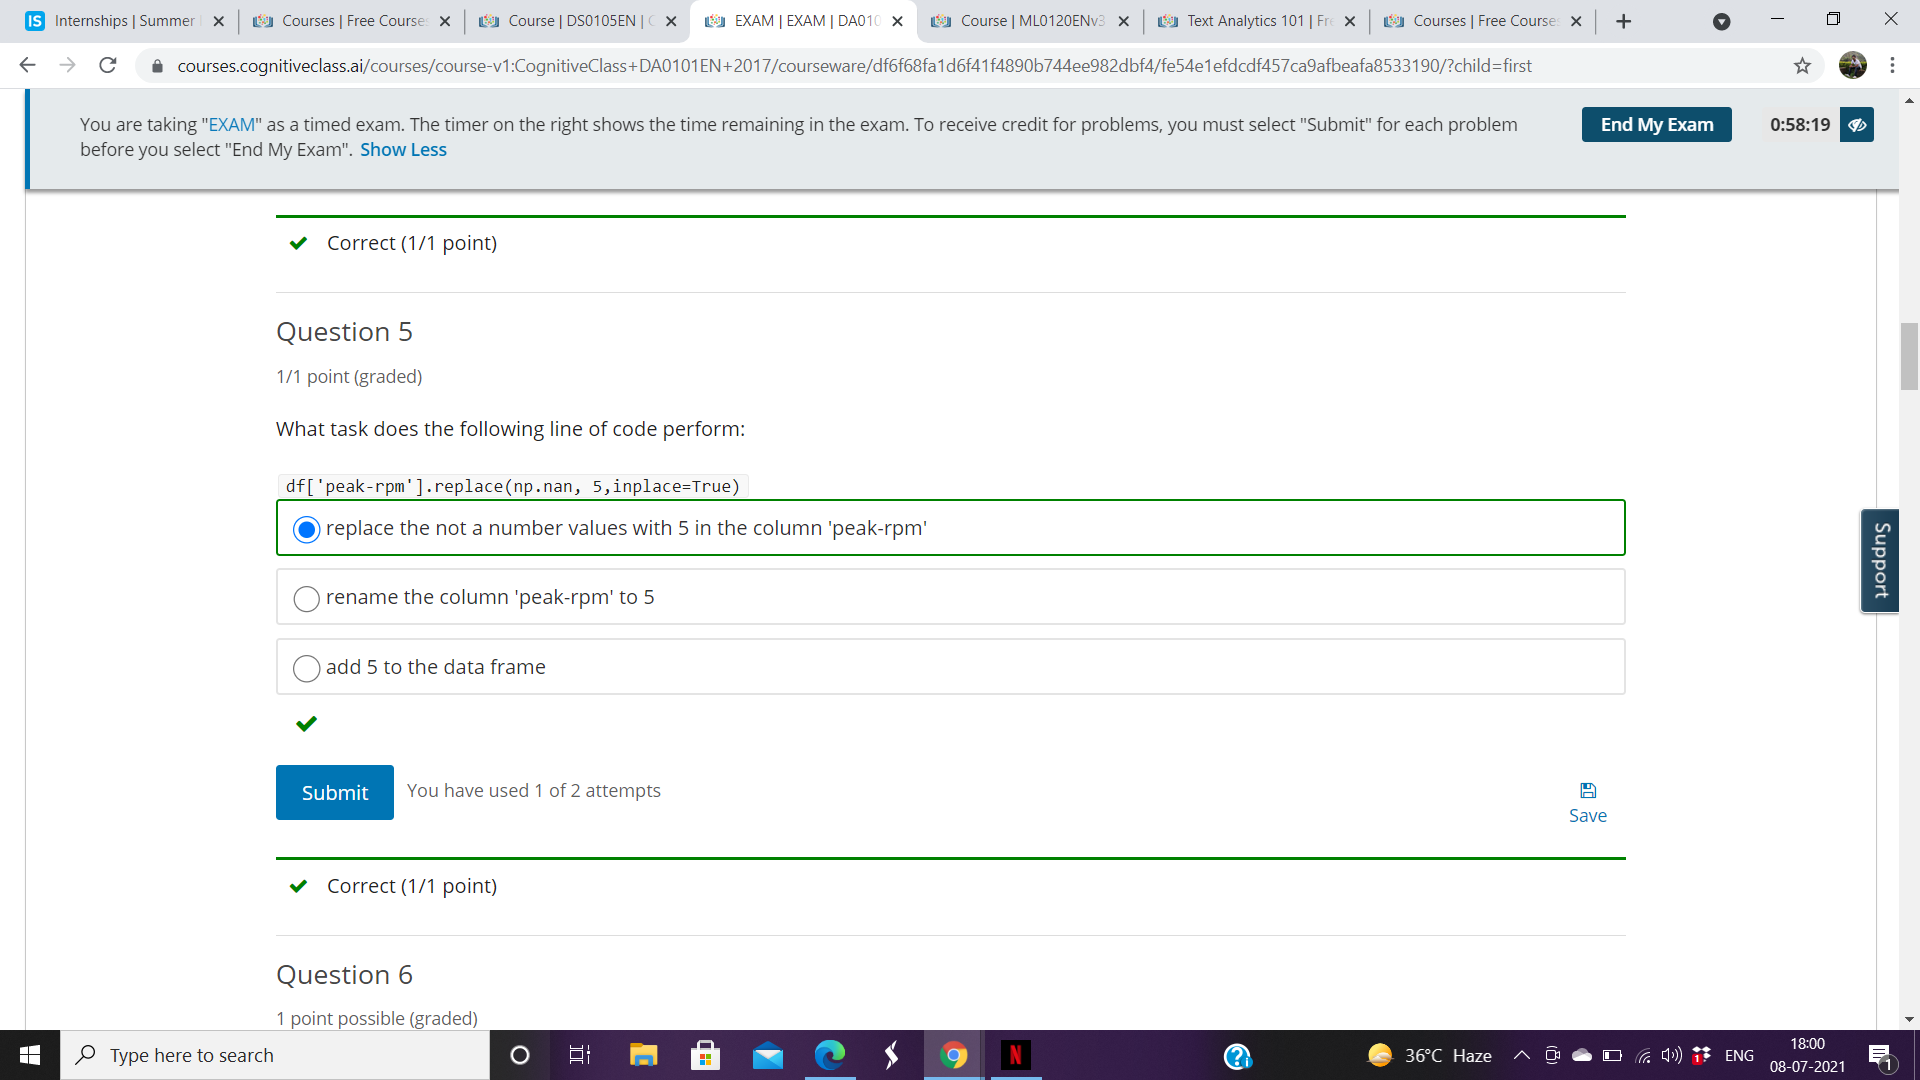 Internships | Summer
Courses | Free Course
Course | DS0105EN |
EXAM | EXAM | DA010
Course | ML0120ENv3
Text Analytics 101 | Fre
Courses | Free Course
courses.cognitiveclass.ai/courses/course-v1:CognitiveClass+DA0101EN+2017/courseware/df6f68fa1d6f41f4890b744ee982dbf4/fe54e1efdcdf457ca9afbeafa8533190/?child=first
You are taking "EXAM" as a timed exam. The timer on the right shows the time remaining in the exam. To receive credit for problems, you must select "Submit" for each problem
before you select "End My Exam". Show Less
End My Exam
0:58:19
Correct (1/1 point)
Question 5
1/1 point (graded)
What task does the following line of code perform:
df['peak-rpm'].replace(np.nan, 5,inplace=True)
replace the not a number values with 5 in the column 'peak-rpm'
rename the column 'peak-rpm' to 5
add 5 to the data frame
Submit
You have used 1 of 2 attempts
Save
Support
Correct (1/1 point)
Question 6
1 point possible (graded)
Type here to search
36°C Haze
ENG
18:00
08-07-2021
1